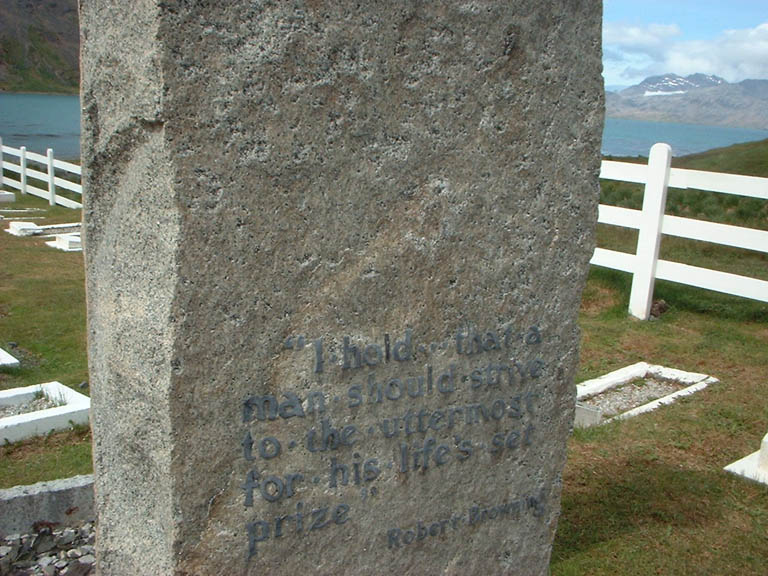 "I·hold··that·a
man·should·strive
to·the·uttermost
for·his·life's·set
prize"
Robert Browning